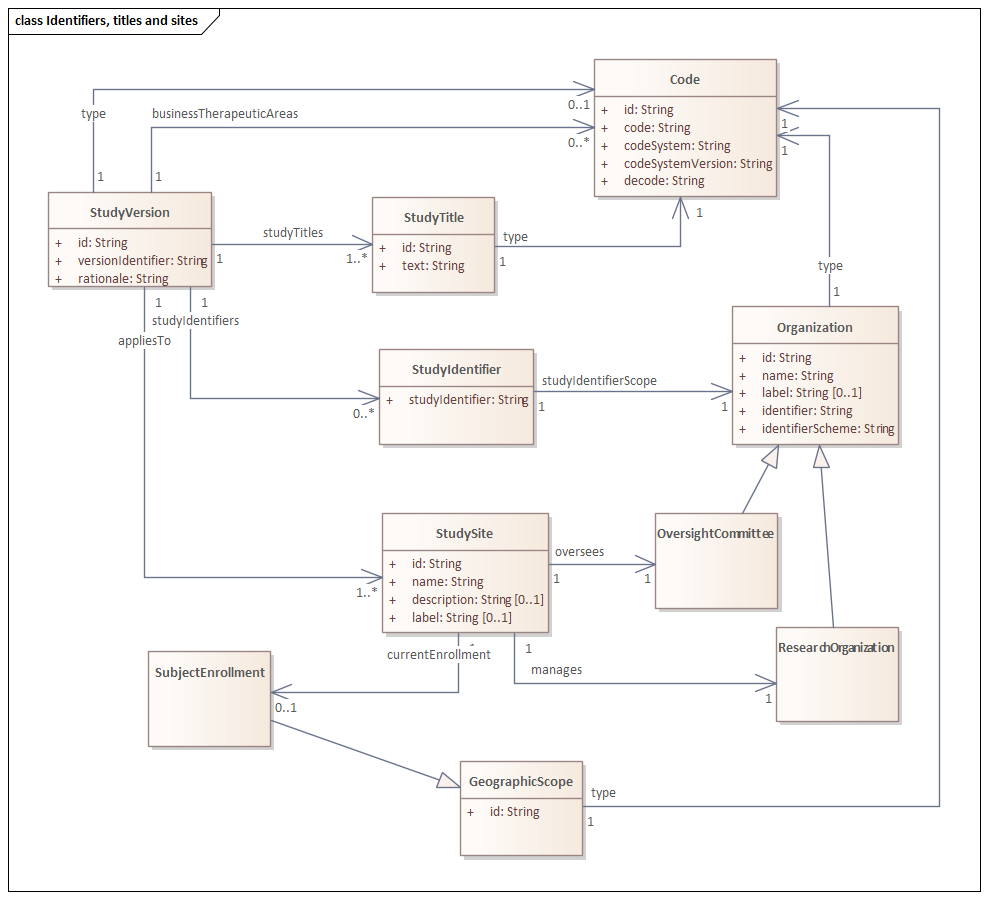 class Identifiers, titles and sites
Code
+ id: String
+ code: String
+ codeSystem: String
+ codeSystemVersion: String
+ decode: String
type
0..1
1
businessTherapeuticAreas
0..*
1
1
1
StudyVersion
+ id: String
+ versionIdentifier: String
+ rationale: String
studyTitles
1
1..*
StudyTitle
+ id: String
+ text: String
type
1
1
type
1
Organization
+ id: String
+ name: String
+ label: String [0..1]
+ identifier: String
+ identifierScheme: String
1
1
studyIdentifiers
appliesTo
0..*
StudyIdentifier
+ studyIdentifier: String
studyIdentifierScope
1
1
StudySite
+ id: String
+ name: String
+ description: String [0..1]
+ label: String [0..1]
1..*
oversees
1
1
OversightCommittee
currentEnrollment
0..1
1
manages
1
ResearchOrganization
SubjectEnrollment
GeographicScope
+ id: String
type
1